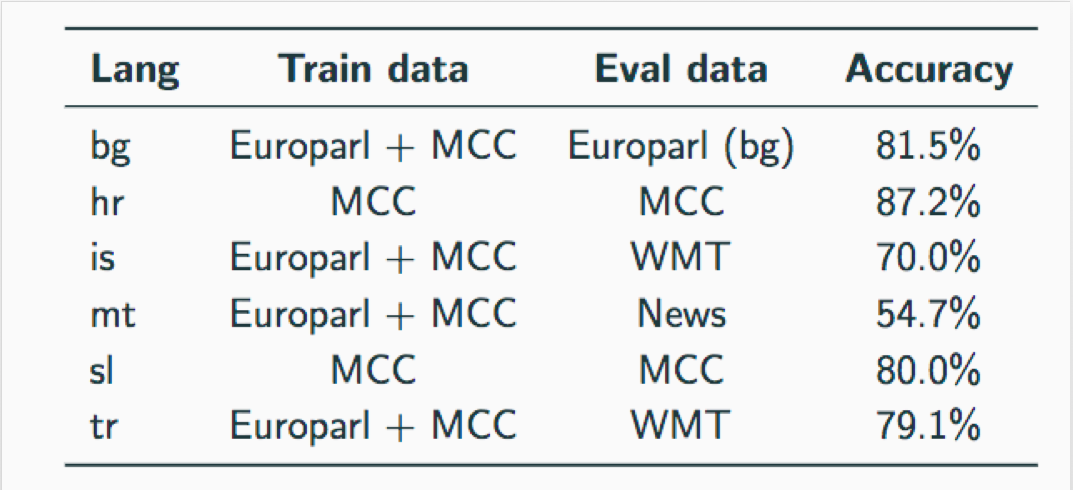 Lang Train data Eval data Accuracy
bg Europarl + MCC Europarl (bg) 81.5%
hr MCC MCC 87.2%
is Europarl + MCC WMT 70.0%
mt Europarl + MCC News 54.7%
sl MCC MCC 80.0%
tr Europarl + MCC WMT 79.1%